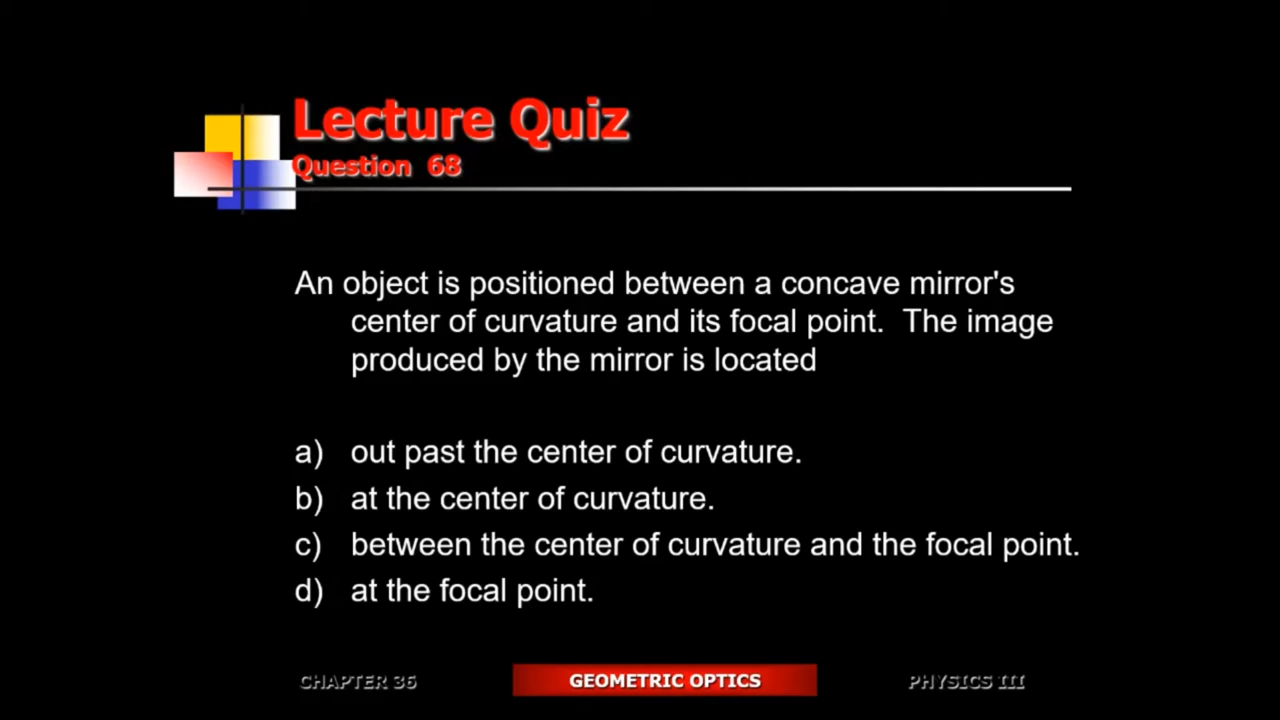 Lecture Quiz
Question 68
An object is positioned between a concave mirror's
center of curvature and its focal point. The image
produced by the mirror is located
a) out past the center of curvature.
b) at the center of curvature.
c) between the center of curvature and the focal point.
d) at the focal point.
CHAPTER 36 GEOMETRIC OPTICS PHYSICS III